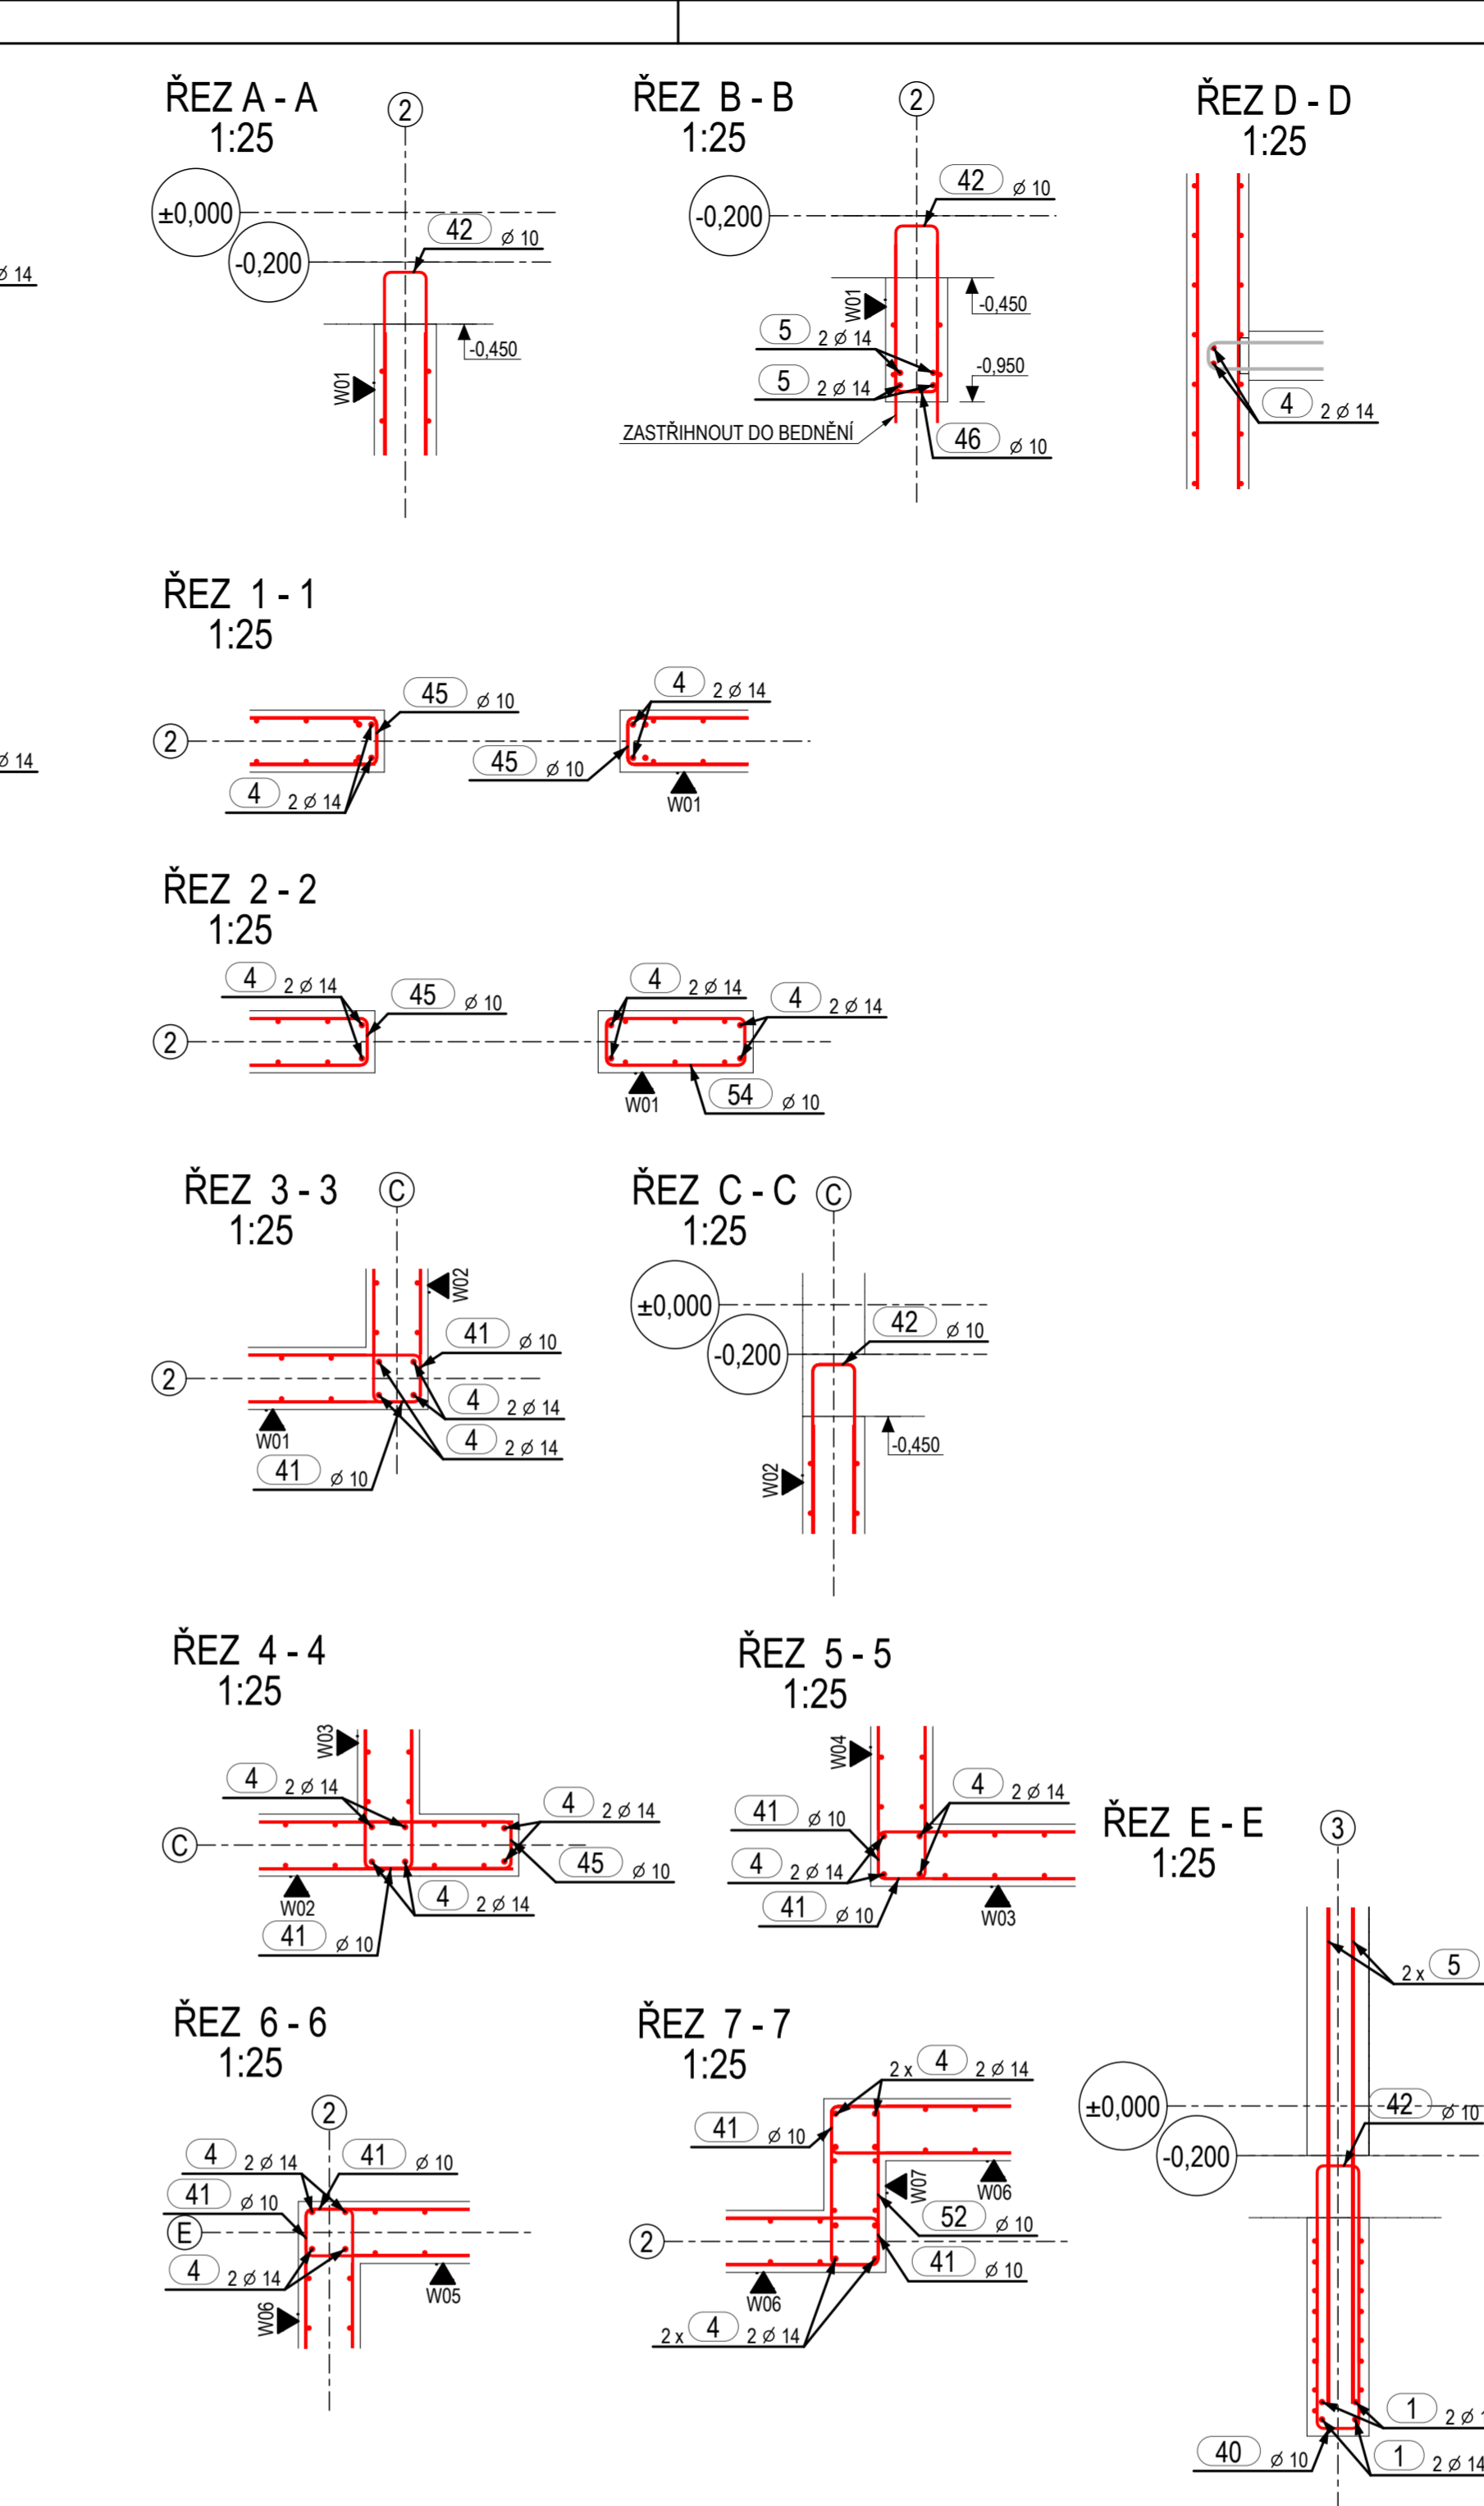 ŘEZ A - A
1:25
2
±0,000
-0,200
42 ⌀ 10
-0,450
W01
ŘEZ B - B
1:25
2
-0,200
42 ⌀ 10
W01
-0,450
5 2 ⌀ 14
5 2 ⌀ 14
-0,950
ZASTŘIHNOUT DO BEDNĚNÍ
46 ⌀ 10
ŘEZ D - D
1:25
4 2 ⌀ 14
⌀ 14
⌀ 14
ŘEZ 1 - 1
1:25
2
45 ⌀ 10
4 2 ⌀ 14
4 2 ⌀ 14
45 ⌀ 10
W01
ŘEZ 2 - 2
1:25
2
4 2 ⌀ 14
45 ⌀ 10
4 2 ⌀ 14
4 2 ⌀ 14
W01
54 ⌀ 10
ŘEZ 3 - 3
1:25
C
W02
41 ⌀ 10
2
4 2 ⌀ 14
W01
4 2 ⌀ 14
41 ⌀ 10
ŘEZ C - C
1:25
C
±0,000
-0,200
42 ⌀ 10
-0,450
W02
ŘEZ 4 - 4
1:25
W03
4 2 ⌀ 14
4 2 ⌀ 14
C
45 ⌀ 10
W02
4 2 ⌀ 14
41 ⌀ 10
ŘEZ 5 - 5
1:25
W04
4 2 ⌀ 14
41 ⌀ 10
4 2 ⌀ 14
41 ⌀ 10
W03
ŘEZ E - E
1:25
3
2 x 5
±0,000
42 ⌀ 10
-0,200
1 2 ⌀
40 ⌀ 10
1 2 ⌀ 14
ŘEZ 6 - 6
1:25
2
4 2 ⌀ 14
41 ⌀ 10
41 ⌀ 10
E
4 2 ⌀ 14
W05
W06
ŘEZ 7 - 7
1:25
2 x 4 2 ⌀ 14
41 ⌀ 10
W07
W06
52 ⌀ 10
2
41 ⌀ 10
W06
2 x 4 2 ⌀ 14